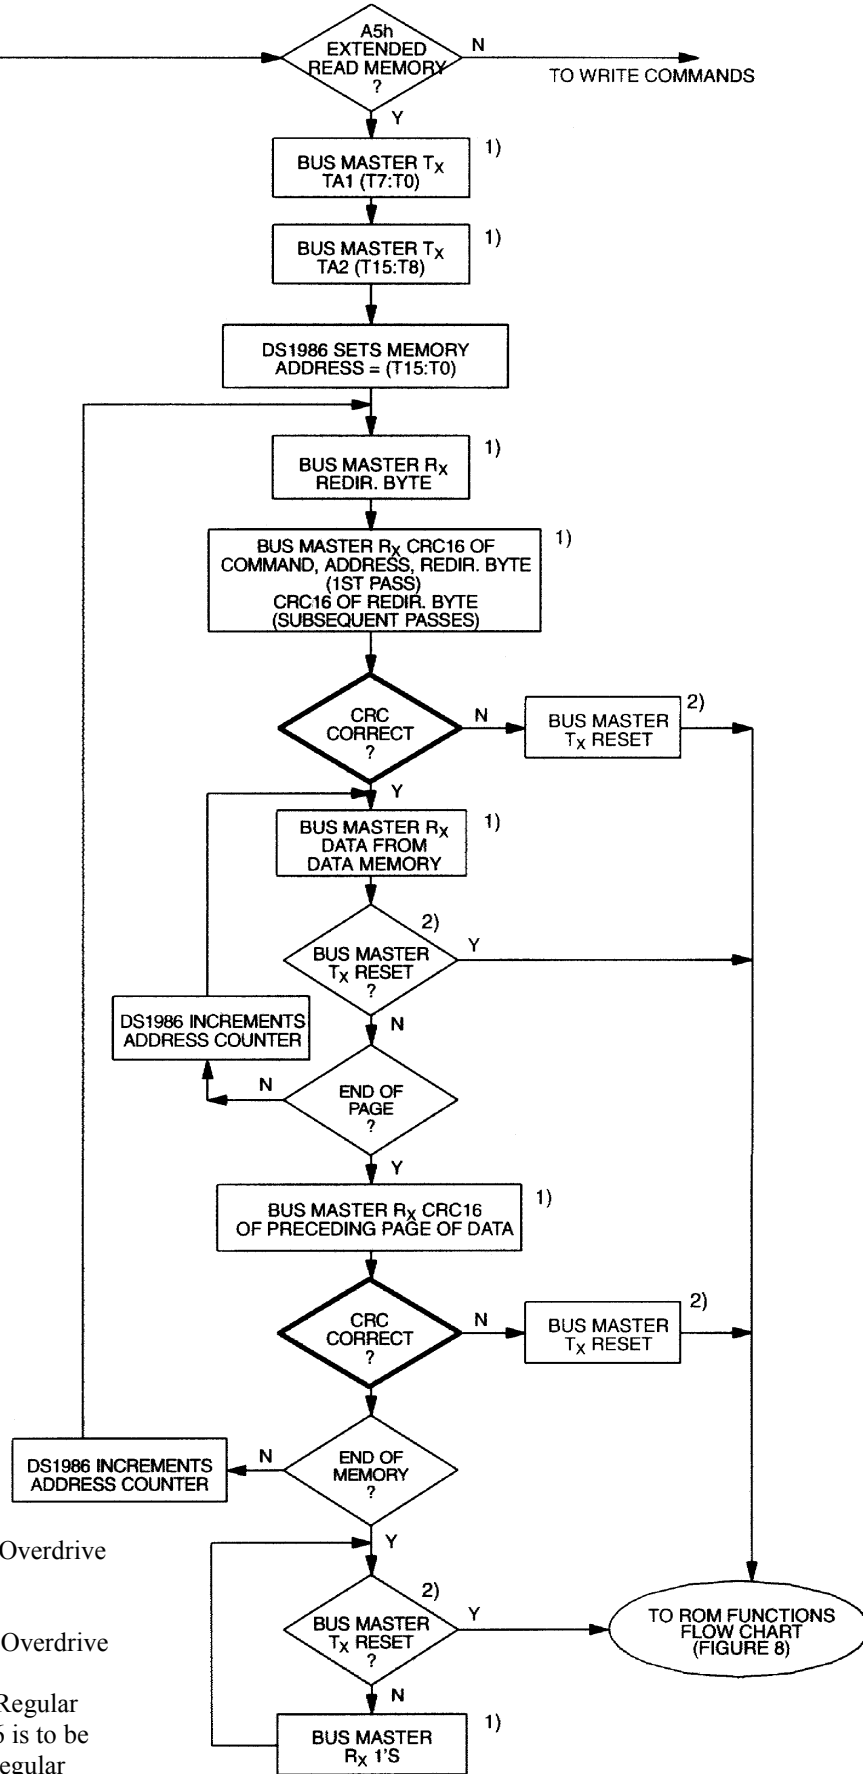 A5h
EXTENDED
READ MEMORY
?
N
TO WRITE COMMANDS
Y
BUS MASTER TX
TA1 (T7:T0)
1)
BUS MASTER TX
TA2 (T15:T8)
1)
DS1986 SETS MEMORY
ADDRESS = (T15:T0)
BUS MASTER RX
REDIR. BYTE
1)
BUS MASTER RX CRC16 OF
COMMAND, ADDRESS, REDIR. BYTE
(1ST PASS)
CRC16 OF REDIR. BYTE
(SUBSEQUENT PASSES)
1)
CRC
CORRECT
?
N
BUS MASTER
TX RESET
2)
Y
BUS MASTER RX
DATA FROM
DATA MEMORY
1)
BUS MASTER
TX RESET
?
2)
Y
N
DS1986 INCREMENTS
ADDRESS COUNTER
N
END OF
PAGE
?
Y
BUS MASTER RX CRC16
OF PRECEDING PAGE OF DATA
1)
CRC
CORRECT
?
N
BUS MASTER
TX RESET
2)
DS1986 INCREMENTS
ADDRESS COUNTER
N
END OF
MEMORY
?
Y
Overdrive
BUS MASTER
TX RESET
?
2)
Y
TO ROM FUNCTIONS
FLOW CHART
(FIGURE 8)
Overdrive
N
Regular
6 is to be
egular
BUS MASTER
RX 1'S
1)